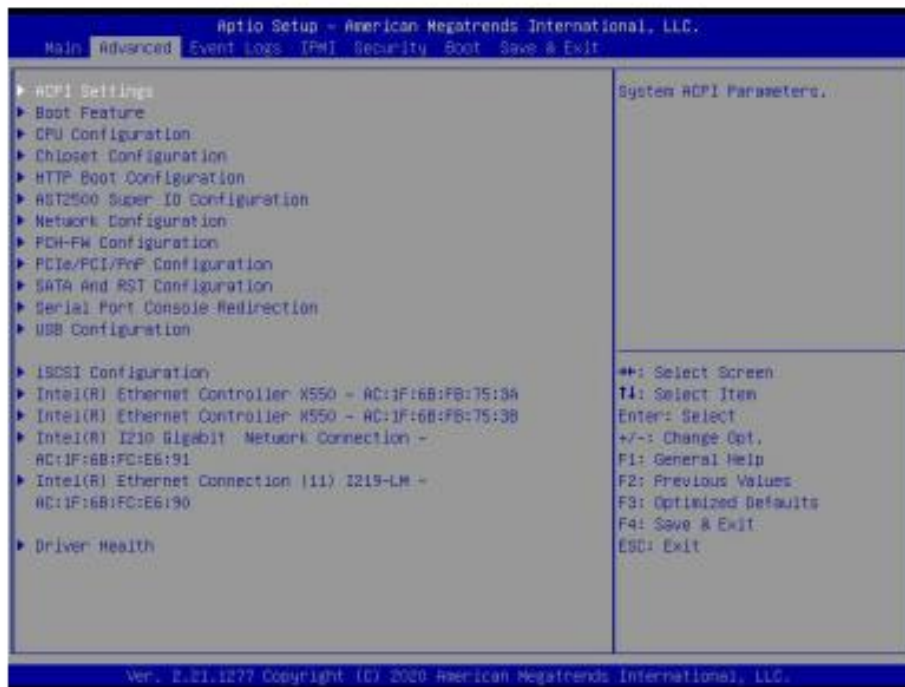 Aptio Setup – American Megatrends International, LLC.
Main Advanced Event Logs IPMI Security Boot Save & Exit
ACPI Settings
Boot Feature
CPU Configuration
Chipset Configuration
HTTP Boot Configuration
AST2500 Super IO Configuration
Network Configuration
PCH-FW Configuration
PCIe/PCI/PnP Configuration
SATA And RST Configuration
Serial Port Console Redirection
USB Configuration
iSCSI Configuration
Intel(R) Ethernet Controller X550 – AC:1F:6B:FB:75:3A
Intel(R) Ethernet Controller X550 – AC:1F:6B:FB:75:3B
Intel(R) I210 Gigabit Network Connection –
AC:1F:6B:FC:E6:91
Intel(R) Ethernet Connection (11) I219-LM –
AC:1F:6B:FC:E6:90
Driver Health
System ACPI Parameters.
→←: Select Screen
↑↓: Select Item
Enter: Select
+/-: Change Opt.
F1: General Help
F2: Previous Values
F3: Optimized Defaults
F4: Save & Exit
ESC: Exit
Ver. 2.21.1277 Copyright (C) 2020 American Megatrends International, LLC.